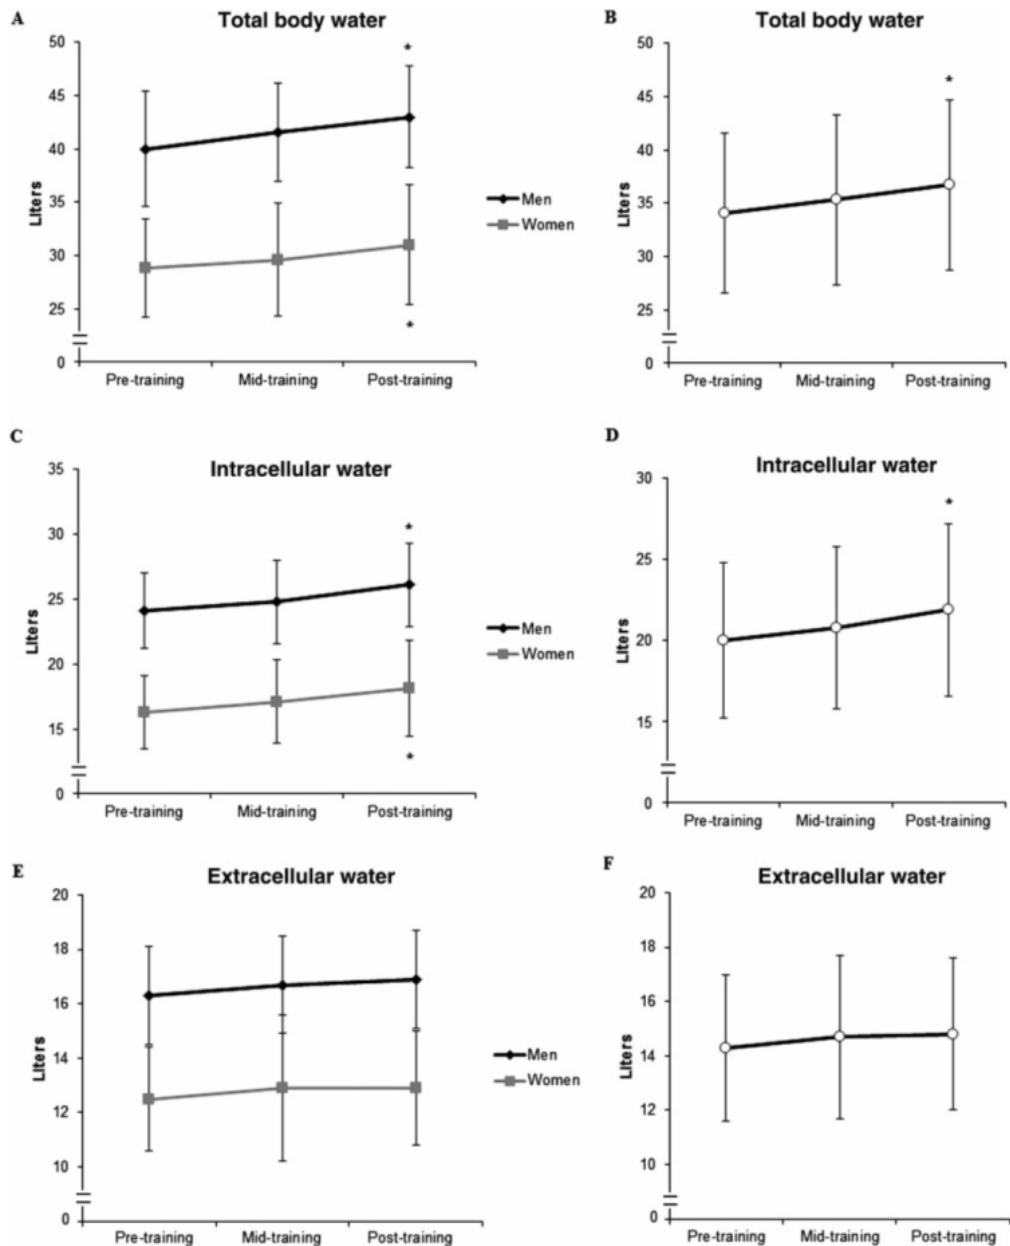 A
Total body water
50
45
40
35
30
25
0
Liters
*
*
Men
Women
Pre-training
Mid-training
Post-training
B
Total body water
50
45
40
35
30
25
0
Liters
*
Pre-training
Mid-training
Post-training
C
Intracellular water
35
30
25
20
15
0
Liters
*
*
Men
Women
Pre-training
Mid-training
Post-training
D
Intracellular water
30
25
20
15
0
Liters
*
Pre-training
Mid-training
Post-training
E
Extracellular water
20
18
16
14
12
10
0
Liters
Men
Women
Pre-training
Mid-training
Post-training
F
Extracellular water
20
18
16
14
12
10
0
Liters
Pre-training
Mid-training
Post-training